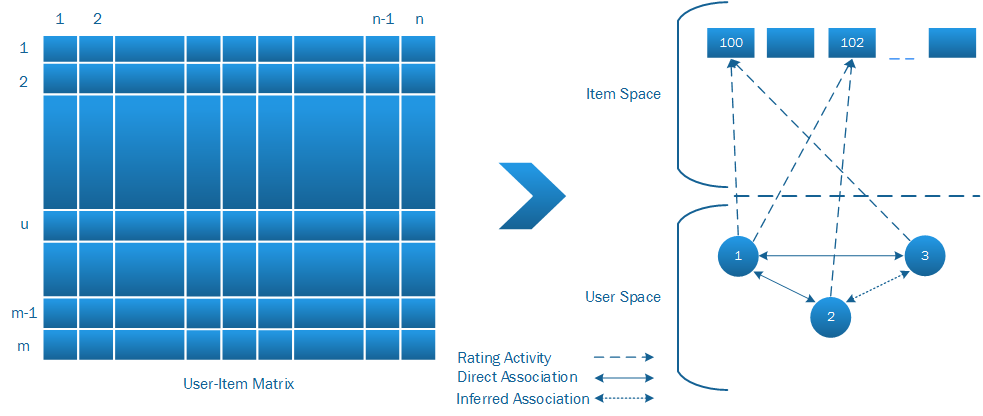 1 2 n-1 n
1
2
u
m-1
m
User-Item Matrix
100 102
Item Space
User Space
1 3
2
Rating Activity
Direct Association
Inferred Association